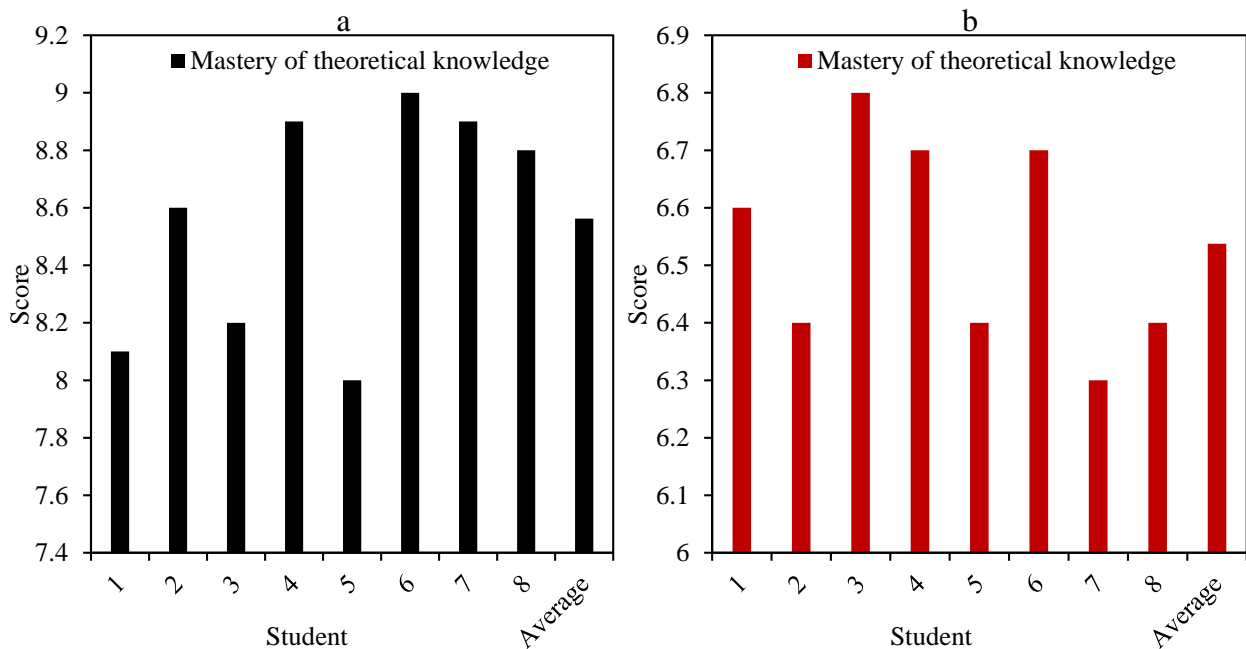 a
Mastery of theoretical knowledge
9.2
9
8.8
8.6
8.4
8.2
8
7.8
7.6
7.4
Score
1 2 3 4 5 6 7 8 Average
Student
b
Mastery of theoretical knowledge
6.9
6.8
6.7
6.6
6.5
6.4
6.3
6.2
6.1
6
Score
1 2 3 4 5 6 7 8 Average
Student